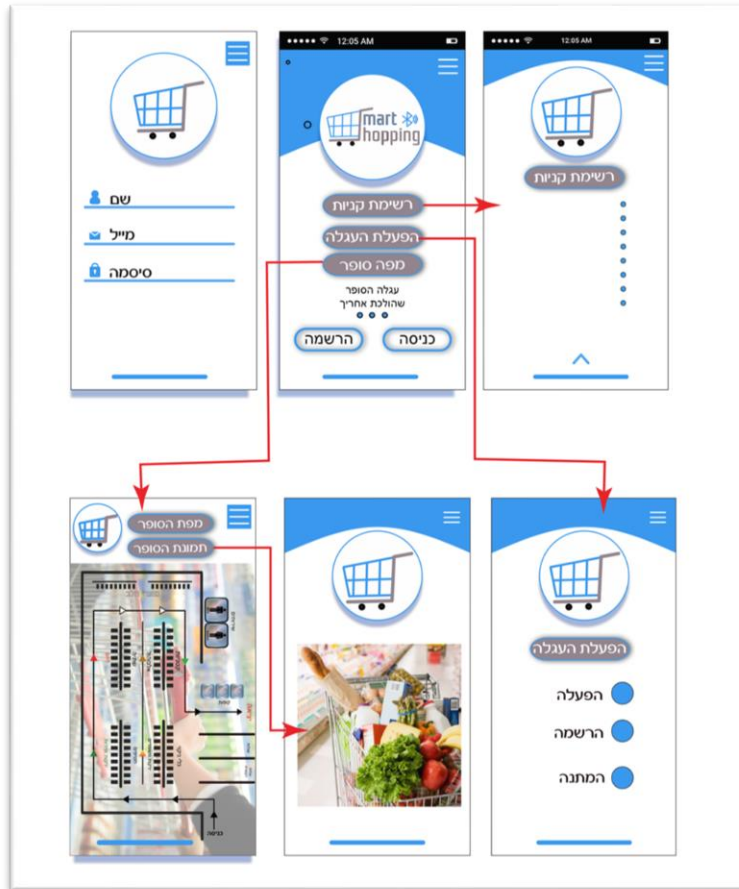 שם
מייל
סיסמה
12:05 AM
mart
hopping
רשימת קניות
הפעלת העגלה
מפה סופר
עגלה הסופר
שהולכת אחריך
כניסה הרשמה
12:05 AM
רשימת קניות
מפת הסופר
תמונת הסופר
כניסה
הפעלת העגלה
הפעלה
הרשמה
המתנה